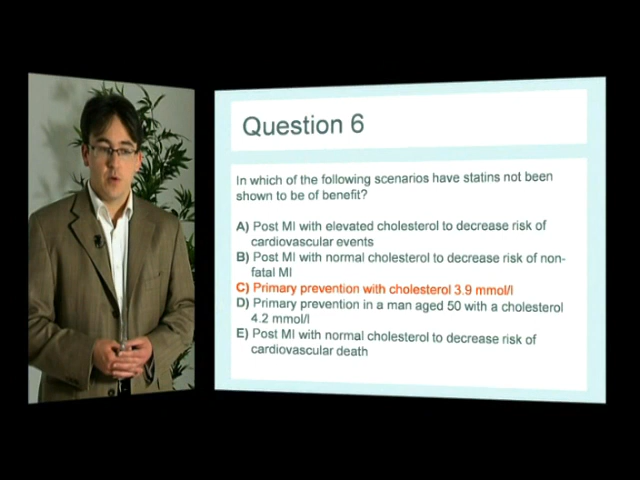 Question 6
In which of the following scenarios have statins not been
shown to be of benefit?
A) Post MI with elevated cholesterol to decrease risk of
cardiovascular events
B) Post MI with normal cholesterol to decrease risk of non-
fatal MI
C) Primary prevention with cholesterol 3.9 mmol/l
D) Primary prevention in a man aged 50 with a cholesterol
4.2 mmol/l
E) Post MI with normal cholesterol to decrease risk of
cardiovascular death